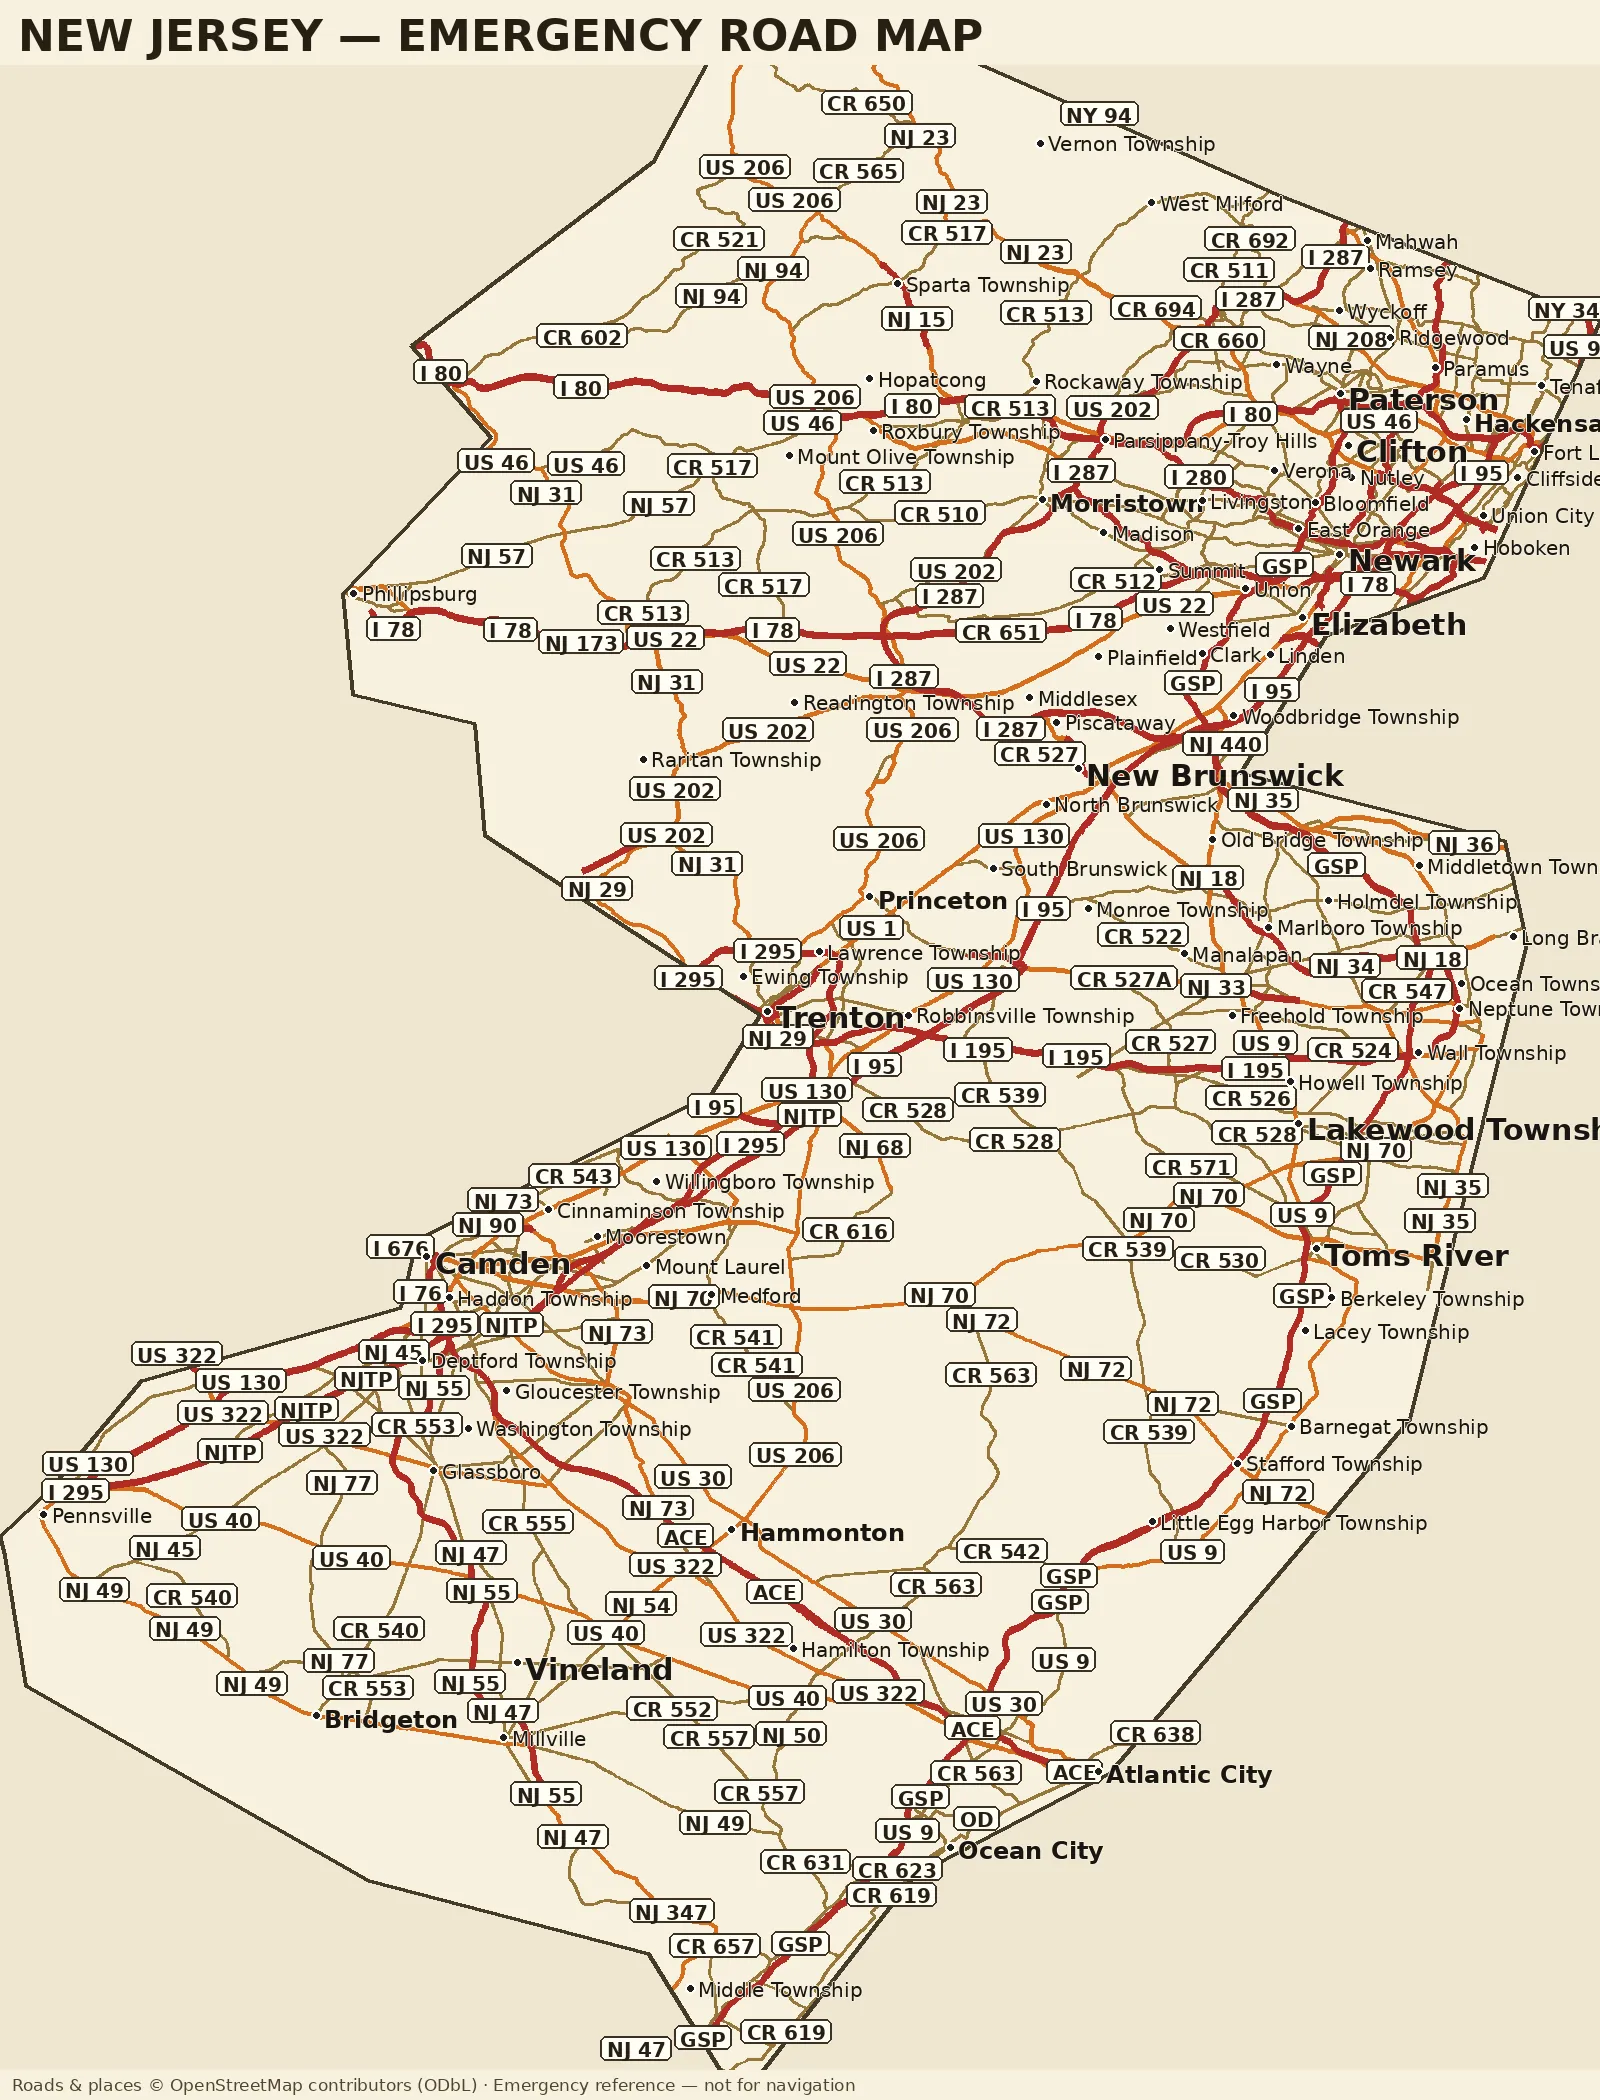 NEW JERSEY — EMERGENCY ROAD MAP
CR 650
NY 94
NJ 23
Vernon Township
US 206
CR 565
US 206
NJ 23
West Milford
CR 521
CR 517
NJ 23
CR 692
Mahwah
I 287
NJ 94
CR 511
Ramsey
Sparta Township
NJ 94
I 287
NJ 15
CR 513
CR 694
Wyckoff
NY 34
CR 602
CR 660
NJ 208
Ridgewood
US 9
I 80
I 80
Hopatcong
Rockaway Township
Wayne
Paramus
Tenaf
US 206
I 80
CR 513
US 202
I 80
Paterson
US 46
US 46
Hackensa
Roxbury Township
Parsippany-Troy Hills
Clifton
Fort L
US 46
US 46
CR 517
Mount Olive Township
I 287
I 280
Verona
Nutley
I 95
Cliffside
NJ 31
NJ 57
CR 513
CR 510
Morristown
Livingston
Bloomfield
Union City
US 206
Madison
East Orange
NJ 57
CR 513
Hoboken
Newark
US 202
CR 512
Summit
GSP
CR 517
I 287
Union
I 78
Phillipsburg
CR 513
US 22
I 78
I 78
NJ 173
US 22
I 78
CR 651
I 78
Westfield
Elizabeth
US 22
Plainfield
Clark
Linden
NJ 31
I 287
GSP
I 95
Readington Township
Middlesex
US 202
US 206
I 287
Piscataway
Woodbridge Township
Raritan Township
CR 527
NJ 440
New Brunswick
US 202
North Brunswick
NJ 35
US 202
US 206
US 130
Old Bridge Township
NJ 36
NJ 31
South Brunswick
GSP
Middletown Town
NJ 29
NJ 18
Princeton
I 95
Monroe Township
Holmdel Township
US 1
CR 522
Marlboro Township
Long Bra
I 295
Lawrence Township
Manalapan
NJ 34
NJ 18
I 295
Ewing Township
US 130
CR 527A
NJ 33
CR 547
Ocean Towns
Trenton
Robbinsville Township
Freehold Township
Neptune Town
NJ 29
I 195
I 195
CR 527
US 9
CR 524
Wall Township
I 95
I 195
Howell Township
US 130
CR 539
CR 526
I 95
NJTP
CR 528
Lakewood Townsh
US 130
I 295
NJ 68
CR 528
CR 528
NJ 70
CR 543
Willingboro Township
CR 571
GSP
NJ 35
NJ 73
Cinnaminson Township
NJ 70
NJ 90
CR 616
NJ 70
US 9
NJ 35
I 676
Moorestown
CR 539
CR 530
Toms River
Camden
Mount Laurel
I 76
Haddon Township
NJ 70
Medford
NJ 70
GSP
Berkeley Township
I 295
NJTP
NJ 73
CR 541
NJ 72
Lacey Township
US 322
NJ 45
Deptford Township
CR 541
CR 563
NJ 72
US 130
NJTP
NJ 55
Gloucester Township
US 206
NJ 72
GSP
US 322
NJTP
CR 553
Washington Township
CR 539
Barnegat Township
US 322
NJTP
US 206
US 130
Glassboro
US 30
Stafford Township
I 295
NJ 77
NJ 72
Pennsville
US 40
CR 555
NJ 73
Little Egg Harbor Township
NJ 45
ACE
Hammonton
CR 542
US 9
US 40
NJ 47
US 322
GSP
NJ 49
CR 540
NJ 55
ACE
CR 563
NJ 54
GSP
NJ 49
CR 540
US 40
US 322
US 30
Hamilton Township
NJ 77
Vineland
US 9
NJ 49
CR 553
NJ 55
US 40
US 322
US 30
Bridgeton
NJ 47
CR 552
ACE
CR 638
Millville
CR 557
NJ 50
CR 563
ACE
Atlantic City
NJ 55
CR 557
GSP
NJ 49
US 9
OD
NJ 47
Ocean City
CR 631
CR 623
CR 619
NJ 347
CR 657
GSP
Middle Township
NJ 47
GSP
CR 619
Roads & places © OpenStreetMap contributors (ODbL) · Emergency reference — not for navigation